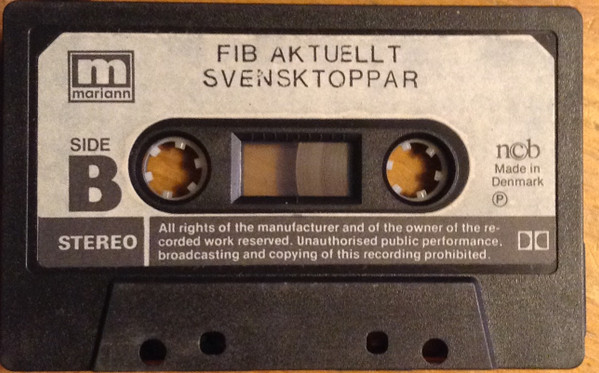 m
mariann
FIB AKTUELLT
SVENSKTOPPAR
SIDE
B
ncb
Made in
Denmark
Ⓟ
STEREO
All rights of the manufacturer and of the owner of the re-
corded work reserved. Unauthorised public performance,
broadcasting and copying of this recording prohibited.